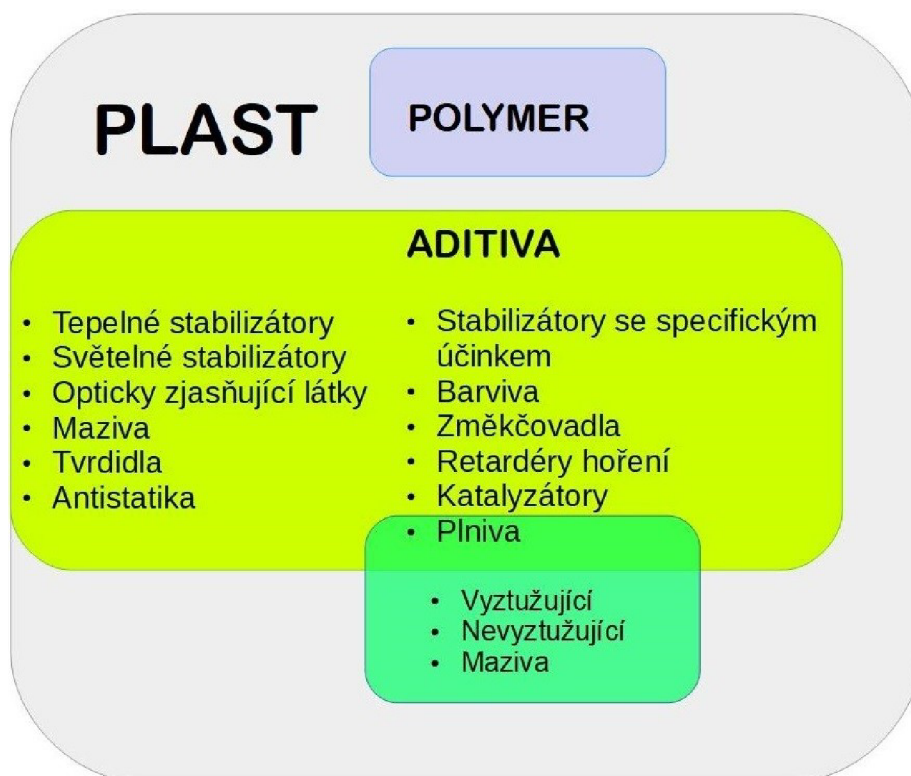 PLAST
POLYMER
ADITIVA
• Tepelné stabilizátory
• Světelné stabilizátory
• Opticky zjasňující látky
• Maziva
• Tvrdidla
• Antistatika
• Stabilizátory se specifickým
účinkem
• Barviva
• Změkčovadla
• Retardéry hoření
• Katalyzátory
• Plniva
• Vyztužující
• Nevyztužující
• Maziva